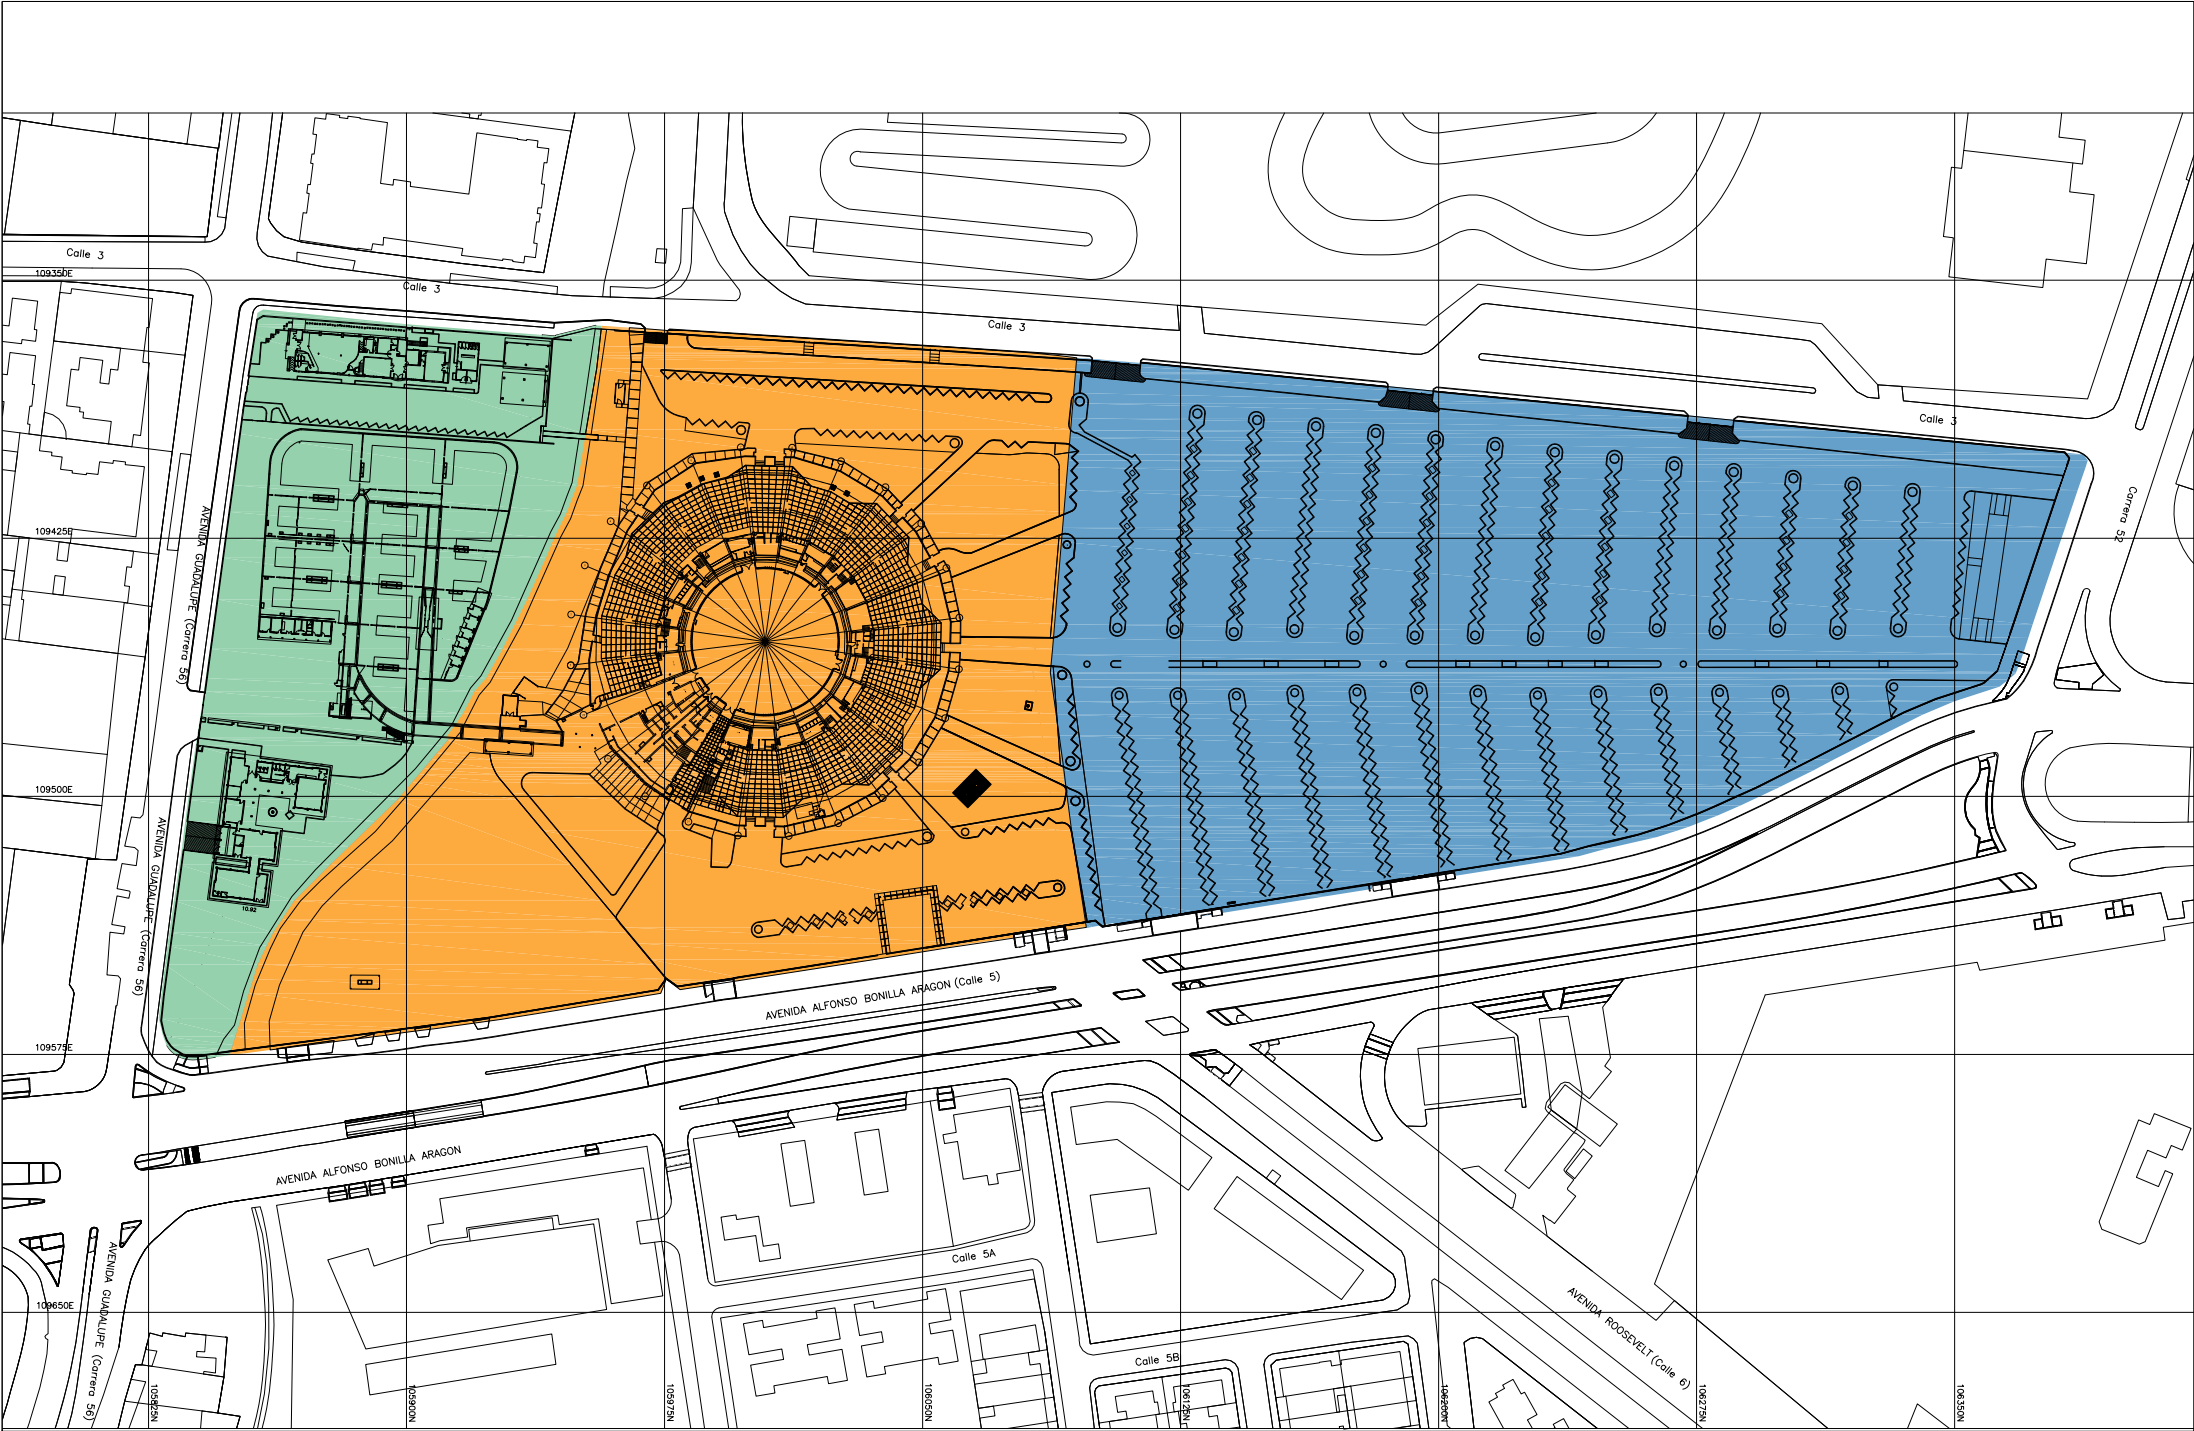 Calle 3
109350E
Calle 3
Calle 3
Calle 3
Carrera 52
109425E
AVENIDA GUADALUPE (Carrera 56)
109500E
AVENIDA GUADALUPE (Carrera 56)
10.92
AVENIDA ALFONSO BONILLA ARAGON (Calle 5)
109575E
AVENIDA ALFONSO BONILLA ARAGON
AVENIDA GUADALUPE (Carrera 56)
Calle 5A
109650E
AVENIDA ROOSEVELT (Calle 6)
Calle 5B
105825N
105900N
105975N
106050N
106125N
106200N
106275N
106350N